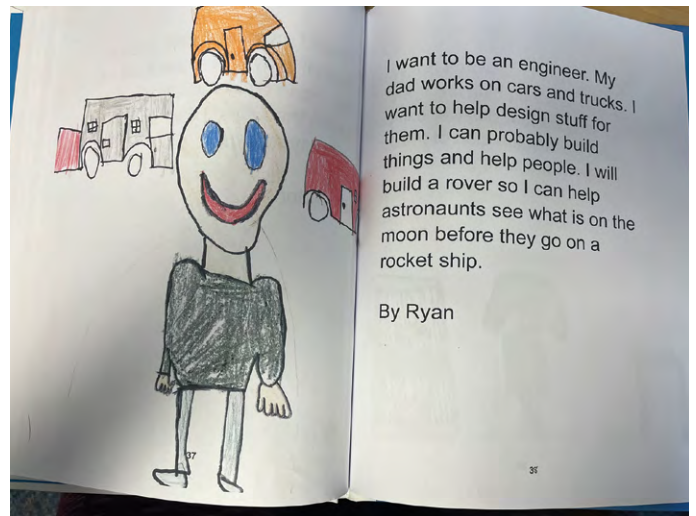 37
I want to be an engineer. My
dad works on cars and trucks. I
want to help design stuff for
them. I can probably build
things and help people. I will
build a rover so I can help
astronaunts see what is on the
moon before they go on a
rocket ship.
By Ryan